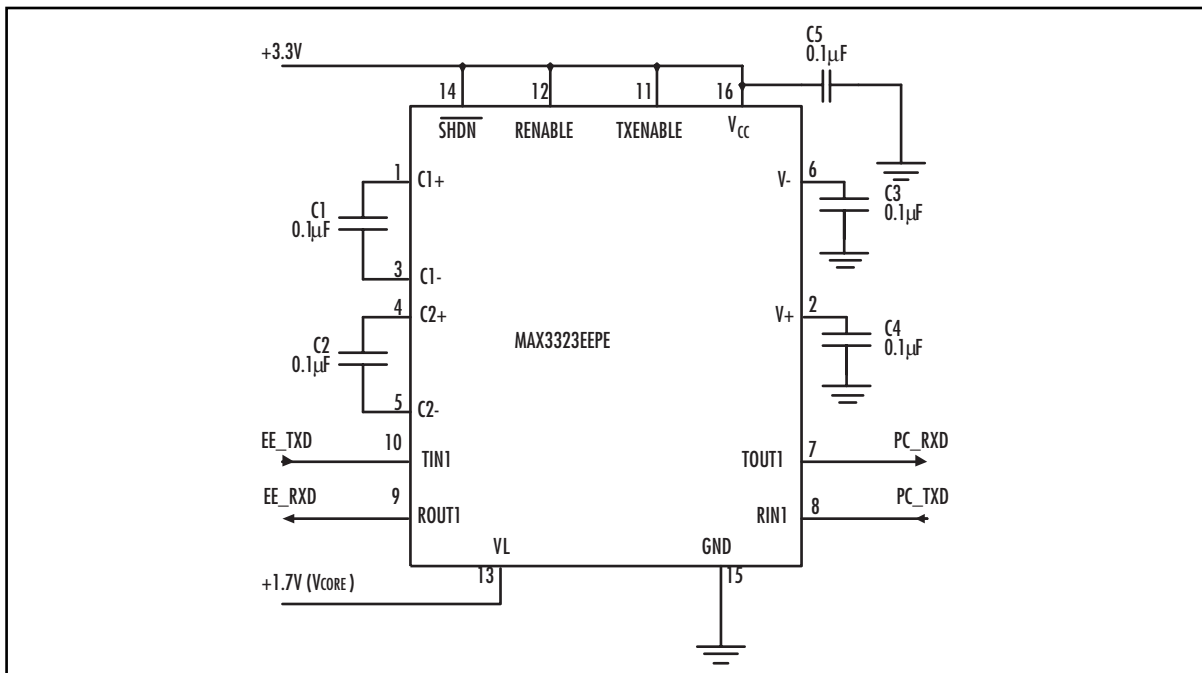 C5
0.1μF
+3.3V
14
12
11
16
SHDN
RENABLE
TXENABLE
VCC
1
C1+
V-
6
C1
0.1μF
C3
0.1μF
3
C1-
4
C2+
V+
2
C2
0.1μF
MAX3323EEPE
C4
0.1μF
5
C2-
EE_TXD
10
TIN1
TOUT1
7
PC_RXD
EE_RXD
9
ROUT1
RIN1
8
PC_TXD
VL
GND
13
15
+1.7V (VCORE)